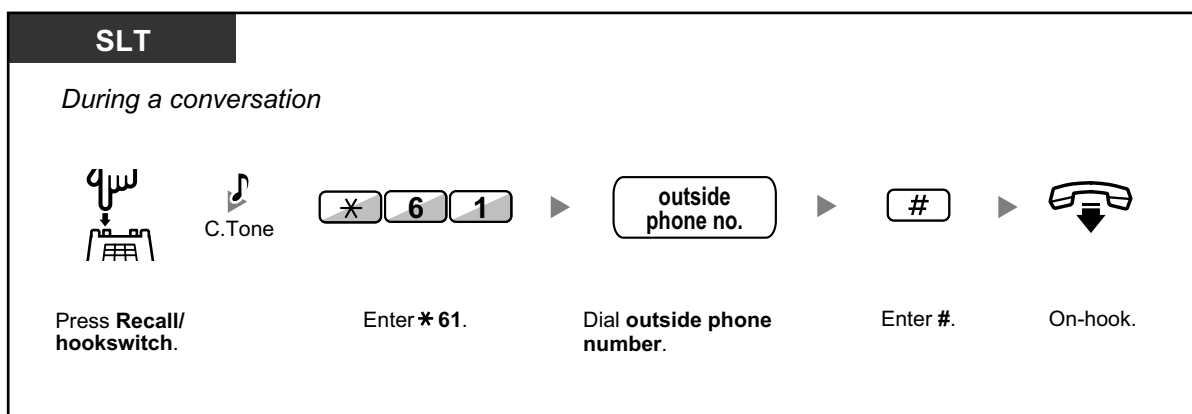 SLT
During a conversation
C.Tone
* 6 1
outside
phone no.
#
Press Recall/
hookswitch.
Enter * 61.
Dial outside phone
number.
Enter #.
On-hook.